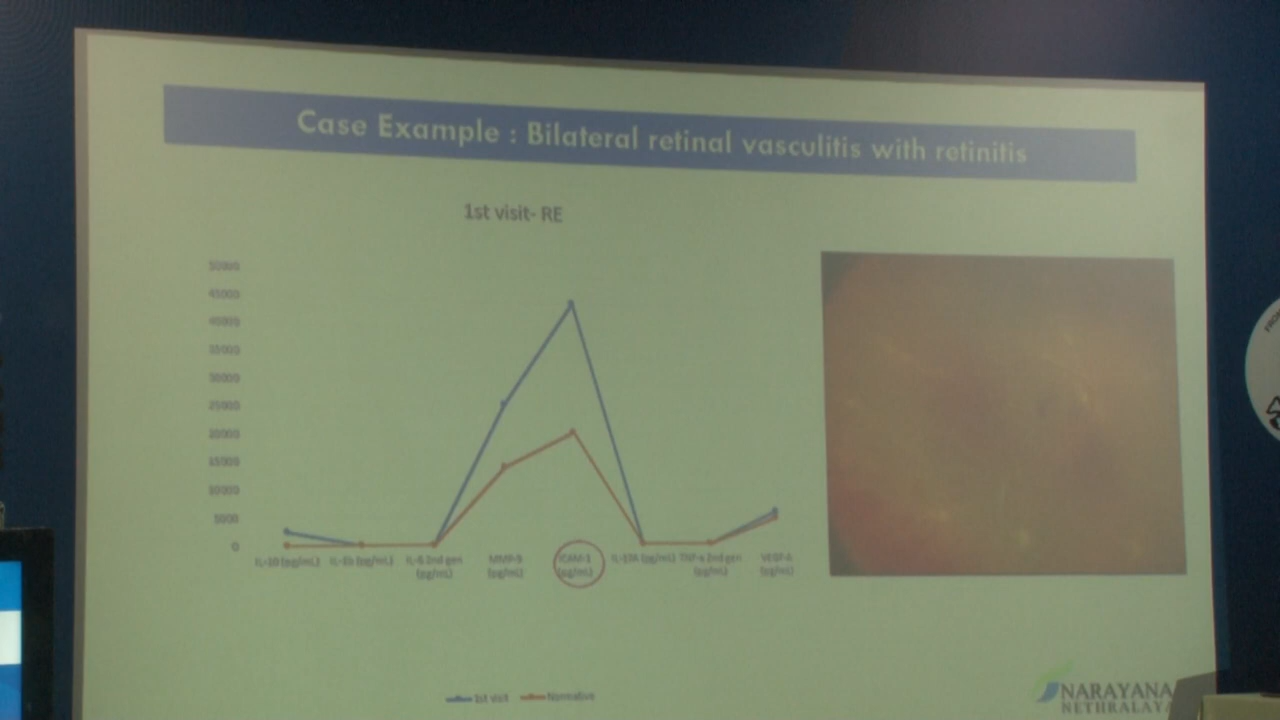 Case Example : Bilateral retinal vasculitis with retinitis
1st visit- RE
50000
45000
40000
35000
30000
25000
20000
15000
10000
5000
0
IL-10 (pg/mL) IL-1b (pg/mL) IL-6 2nd gen MMP-9 ICAM-1 IL-17A (pg/mL) TNF-a 2nd gen VEGF-A
(pg/mL) (pg/mL) (pg/mL) (pg/mL) (pg/mL)
1st visit Normative
NARAYANA
NETHRALAYA